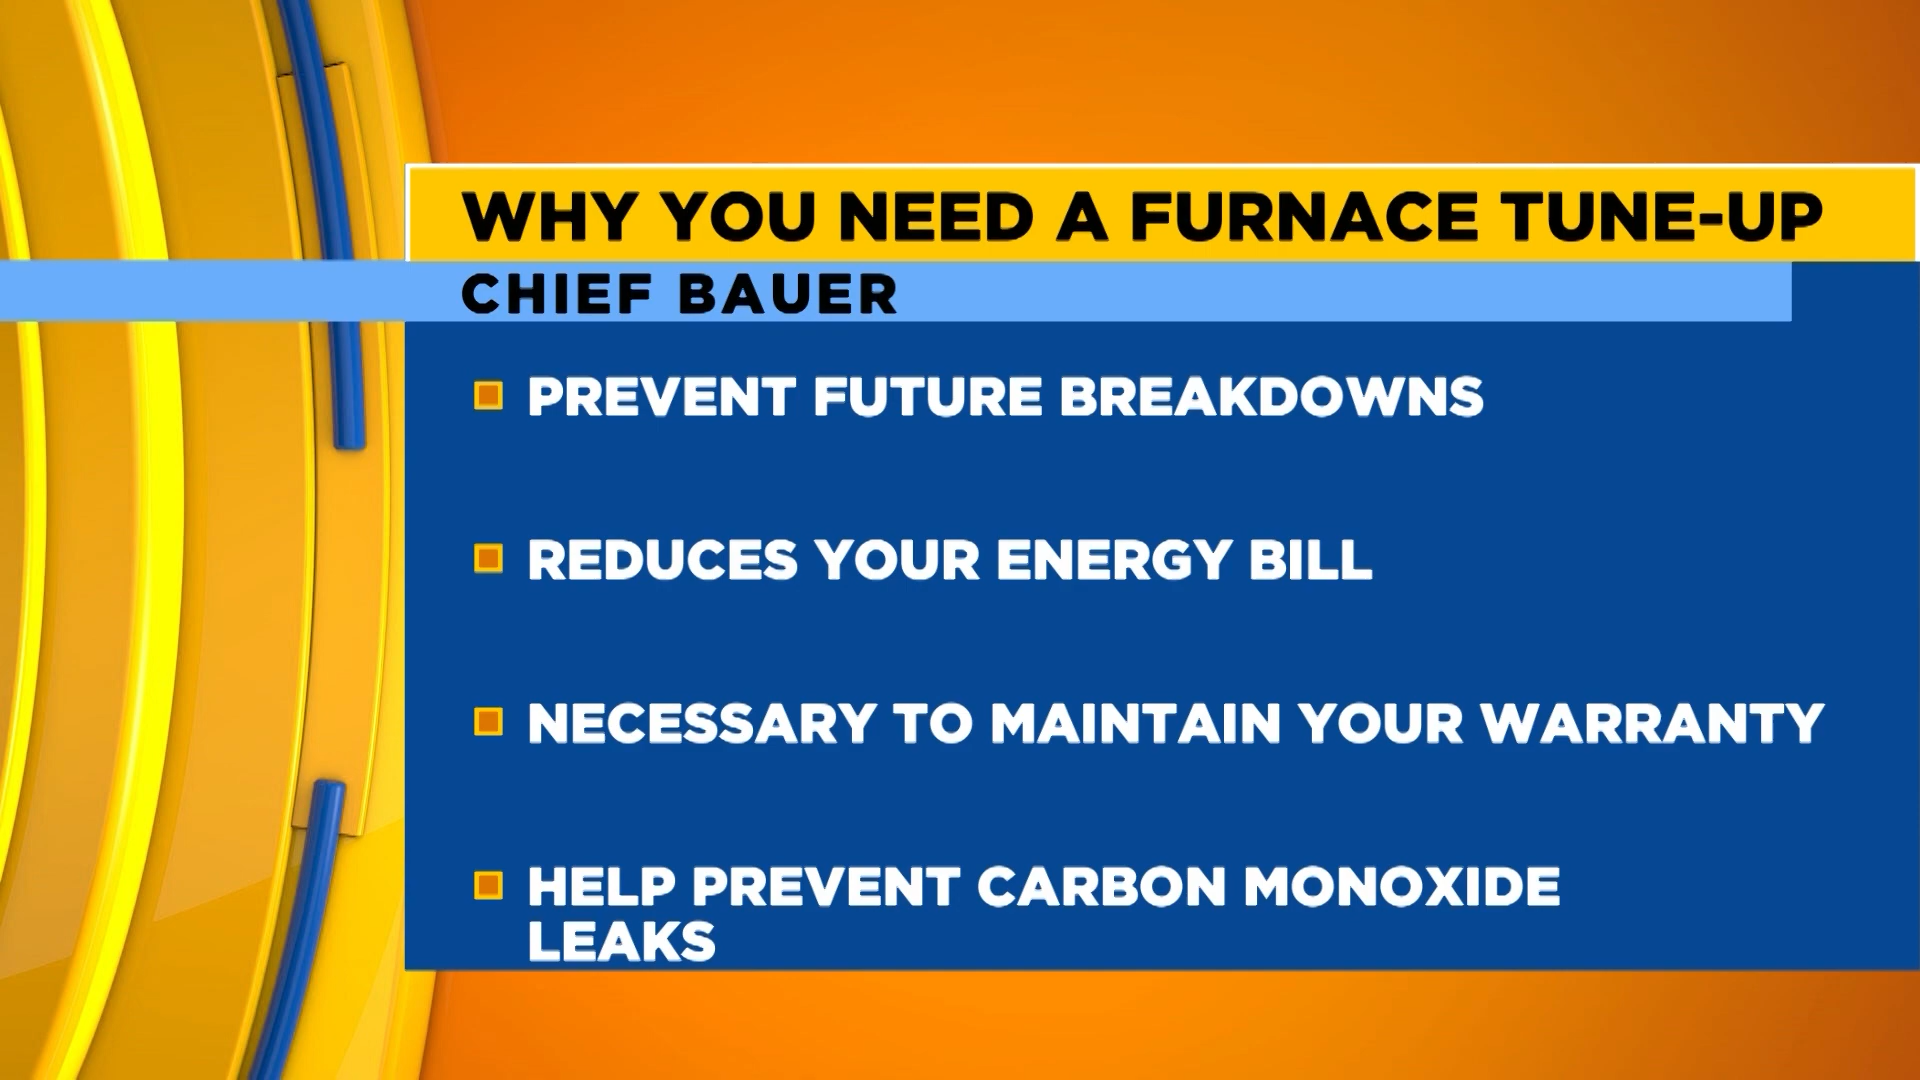 WHY YOU NEED A FURNACE TUNE-UP
CHIEF BAUER
PREVENT FUTURE BREAKDOWNS
REDUCES YOUR ENERGY BILL
NECESSARY TO MAINTAIN YOUR WARRANTY
HELP PREVENT CARBON MONOXIDE
LEAKS